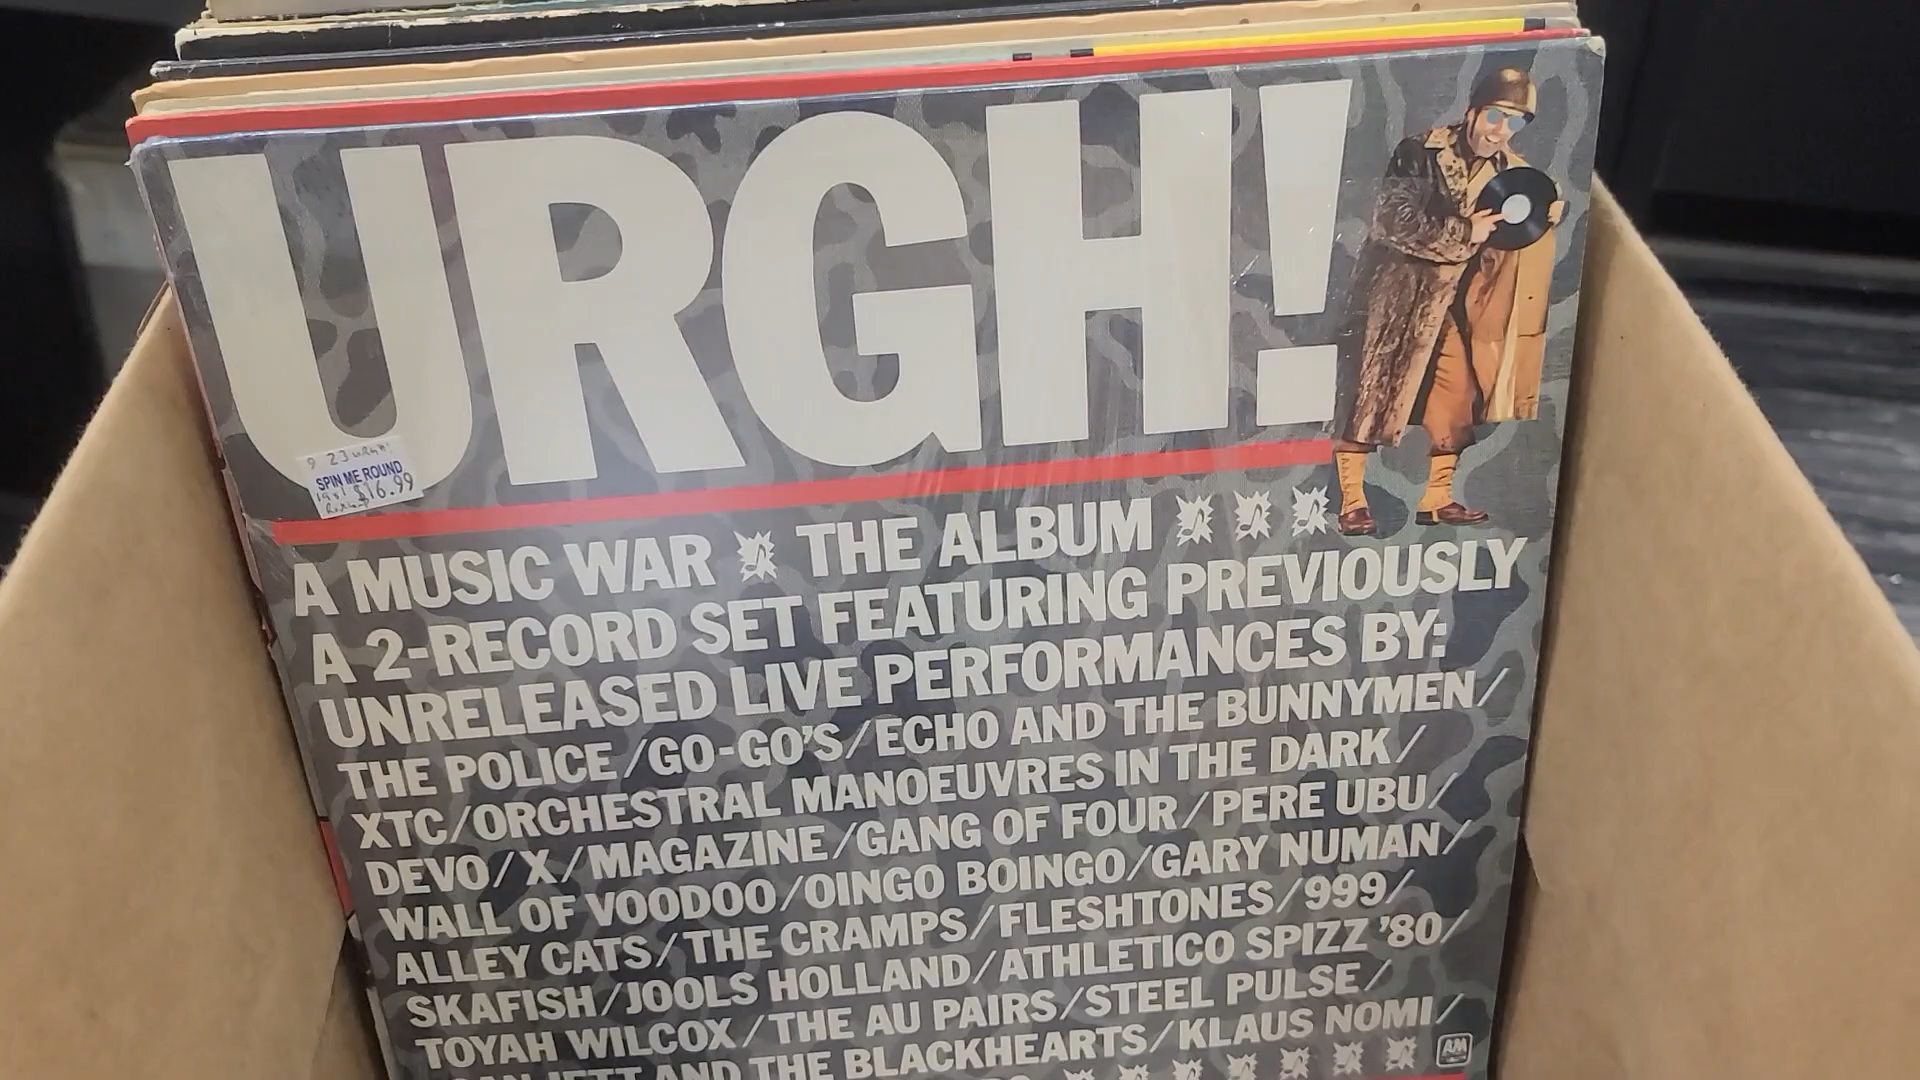 URGH!
9 23 URGH!
SPIN ME ROUND
1981 $16.99
A MUSIC WAR THE ALBUM
A 2-RECORD SET FEATURING PREVIOUSLY
UNRELEASED LIVE PERFORMANCES BY:
THE POLICE/GO-GO'S/ECHO AND THE BUNNYMEN/
XTC/ORCHESTRAL MANOEUVRES IN THE DARK/
DEVO/X/MAGAZINE/GANG OF FOUR/PERE UBU/
WALL OF VOODOO/OINGO BOINGO/GARY NUMAN/
ALLEY CATS/THE CRAMPS/FLESHTONES/999/
SKAFISH/JOOLS HOLLAND/ATHLETICO SPIZZ '80/
TOYAH WILCOX/THE AU PAIRS/STEEL PULSE/
JETT AND THE BLACKHEARTS/KLAUS NOMI/
A&M